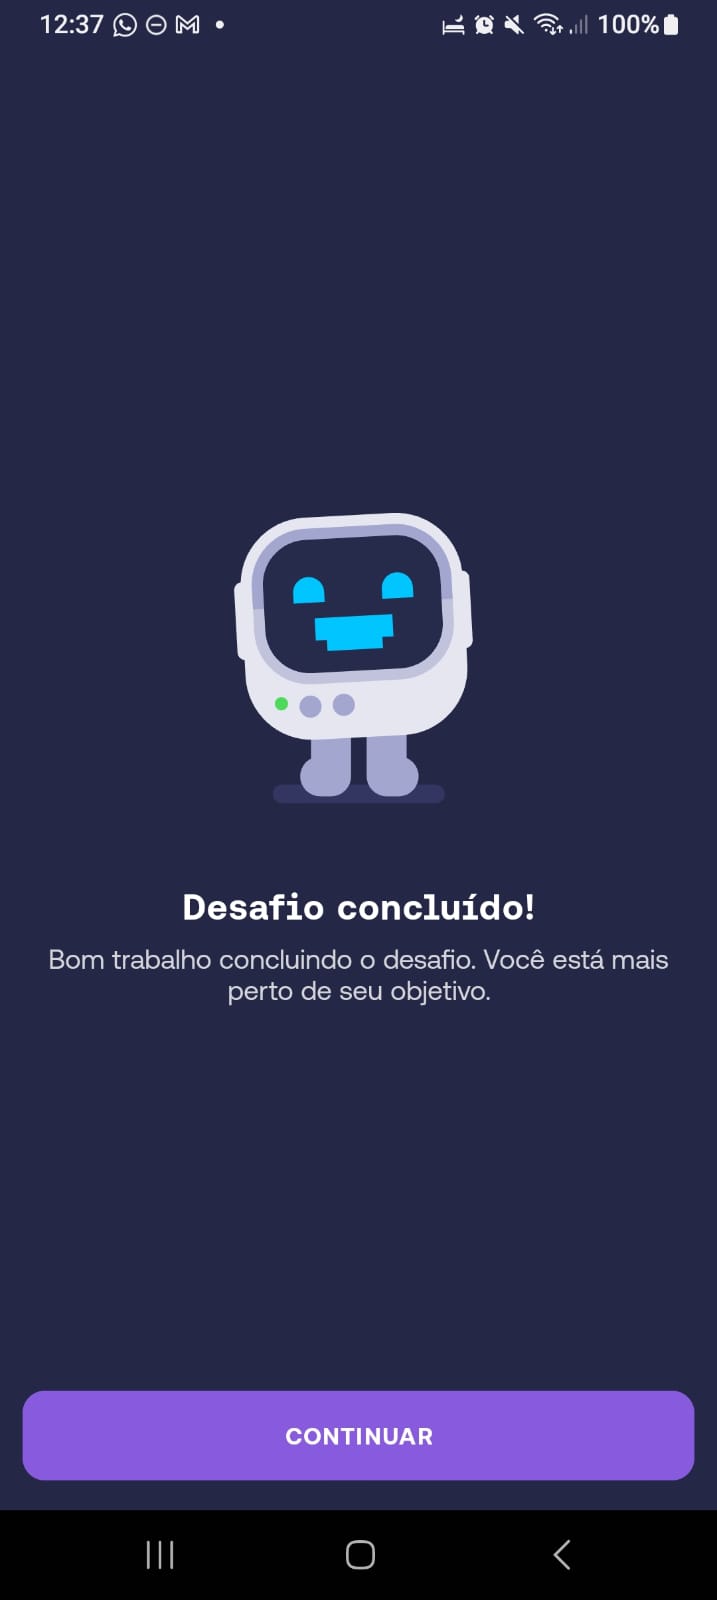 12:37 100%
Desafio concluído!
Bom trabalho concluindo o desafio. Você está mais
perto de seu objetivo.
CONTINUAR